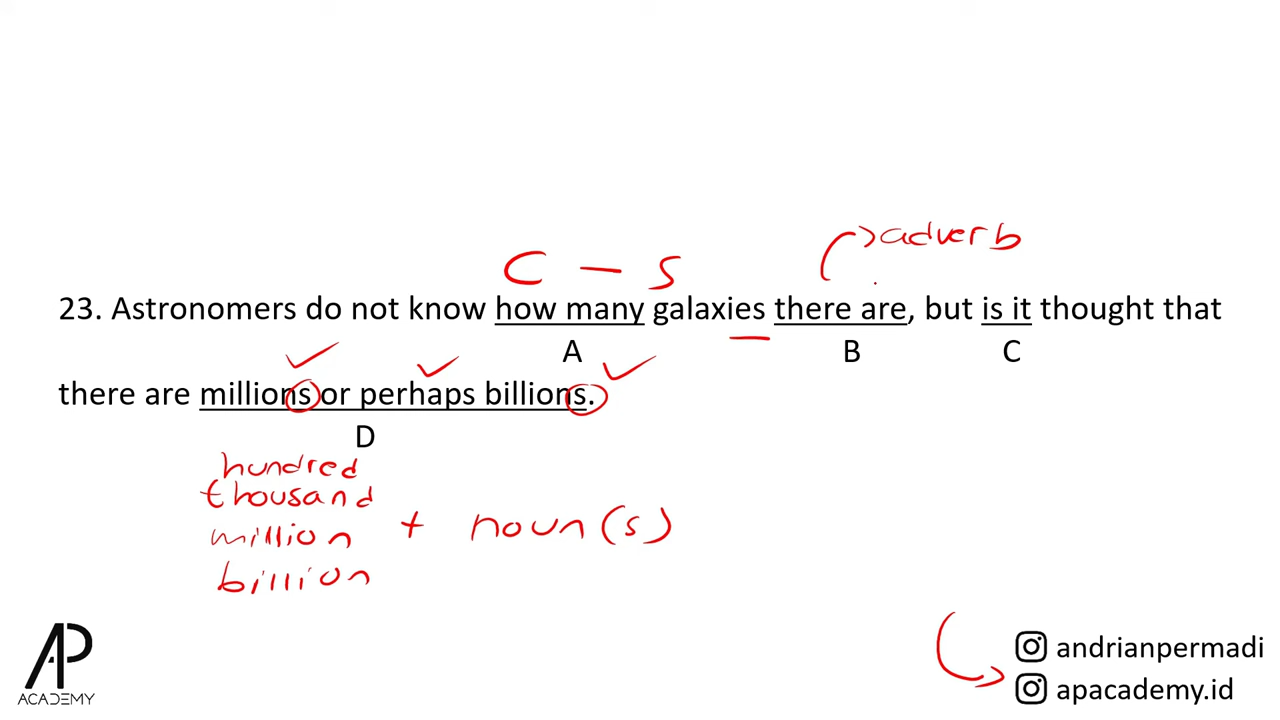 adverb
C - S
23. Astronomers do not know how many galaxies there are, but is it thought that
A B C
there are millions or perhaps billions.
D
hundred
thousand
million + noun(s)
billion
AP
ACADEMY
andrianpermadi
apacademy.id